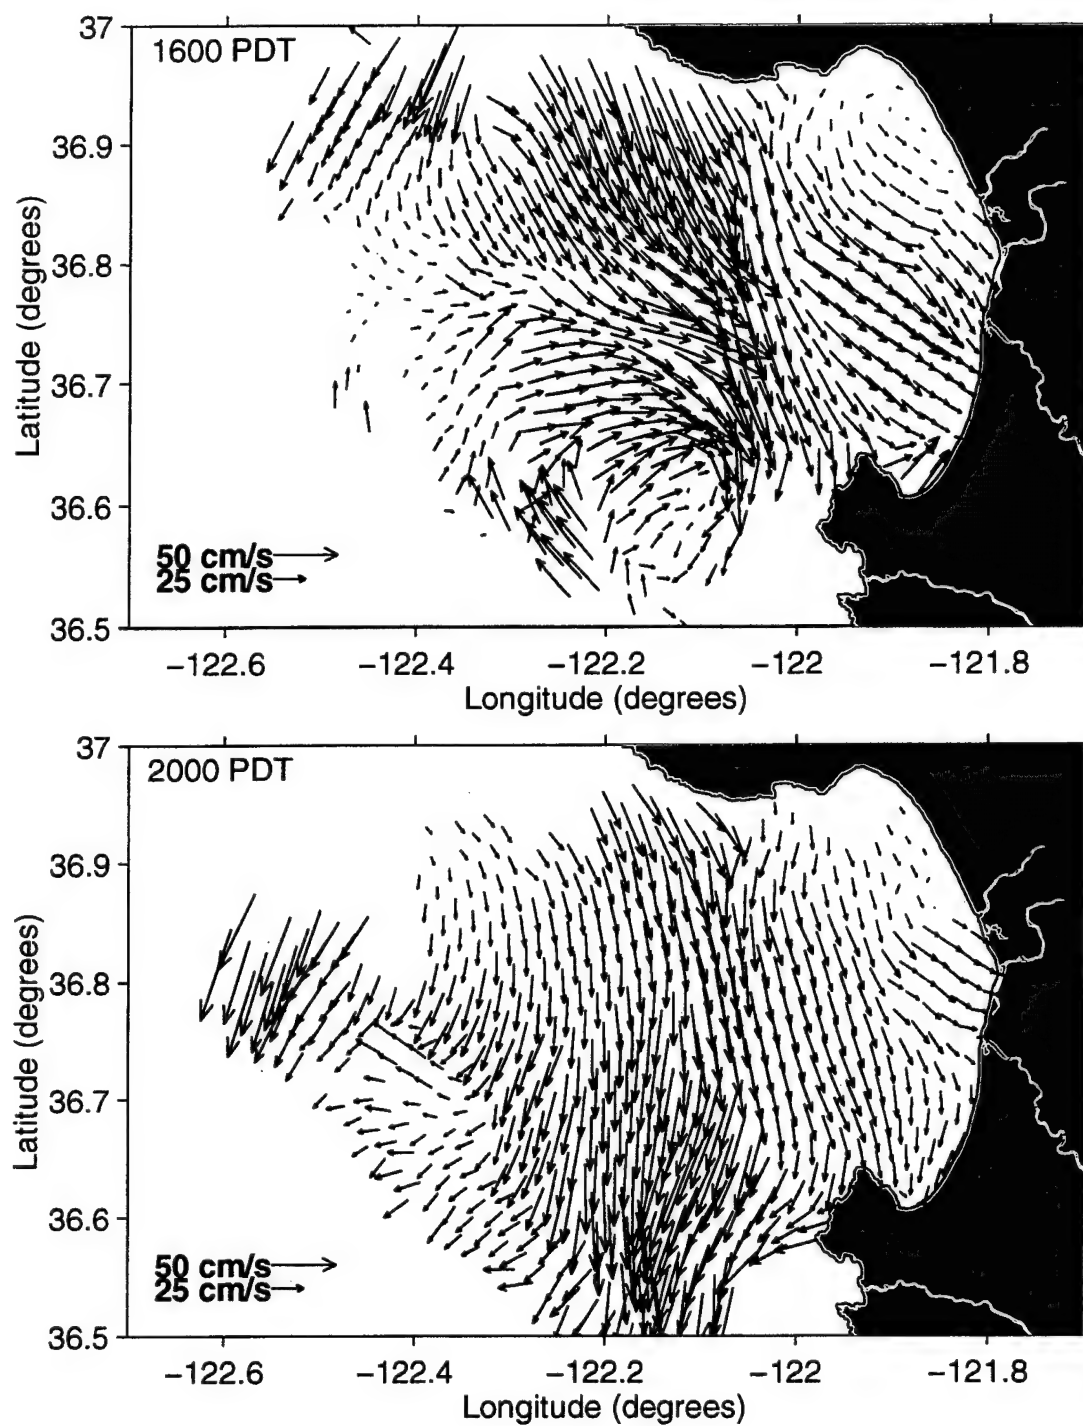 1600 PDT
37
36.9
36.8
36.7
36.6
36.5
Latitude (degrees)
50 cm/s
25 cm/s
−122.6 −122.4 −122.2 −122 −121.8
Longitude (degrees)
2000 PDT
37
36.9
36.8
36.7
36.6
36.5
Latitude (degrees)
50 cm/s
25 cm/s
−122.6 −122.4 −122.2 −122 −121.8
Longitude (degrees)